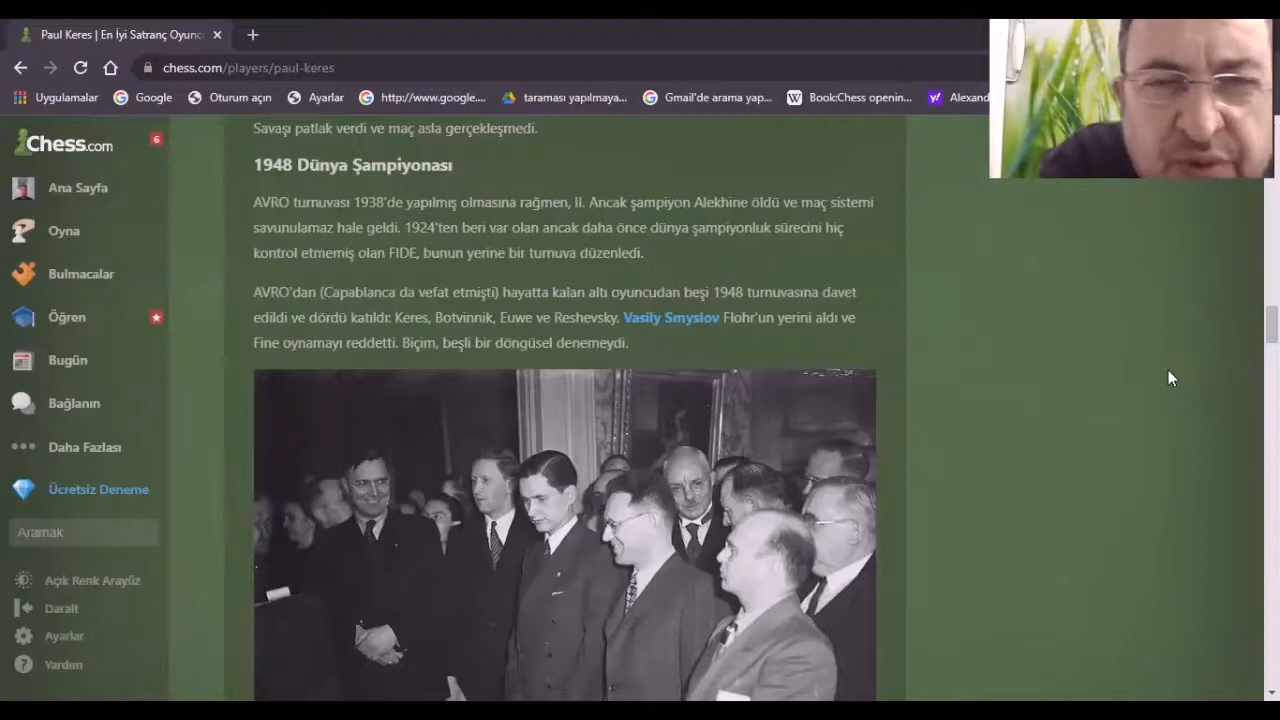 Paul Keres | En İyi Satranç Oyunc
chess.com/players/paul-keres
Uygulamalar
Google
Oturum açın
Ayarlar
http://www.google....
taraması yapılmaya...
Gmail'de arama yap...
Book:Chess openin...
Alexand
Chess.com
6
Ana Sayfa
Oyna
Bulmacalar
Öğren
Bugün
Bağlanın
Daha Fazlası
Ücretsiz Deneme
Aramak
Açık Renk Arayüz
Daralt
Ayarlar
Yardım
Savaşı patlak verdi ve maç asla gerçekleşmedi.
1948 Dünya Şampiyonası
AVRO turnuvası 1938'de yapılmış olmasına rağmen, II. Ancak şampiyon Alekhine öldü ve maç sistemi
savunulamaz hale geldi. 1924'ten beri var olan ancak daha önce dünya şampiyonluk sürecini hiç
kontrol etmemiş olan FIDE, bunun yerine bir turnuva düzenledi.
AVRO'dan (Capablanca da vefat etmişti) hayatta kalan altı oyuncudan beşi 1948 turnuvasına davet
edildi ve dördü katıldı: Keres, Botvinnik, Euwe ve Reshevsky. Vasily Smyslov Flohr'un yerini aldı ve
Fine oynamayı reddetti. Biçim, beşli bir döngüsel denemeydi.